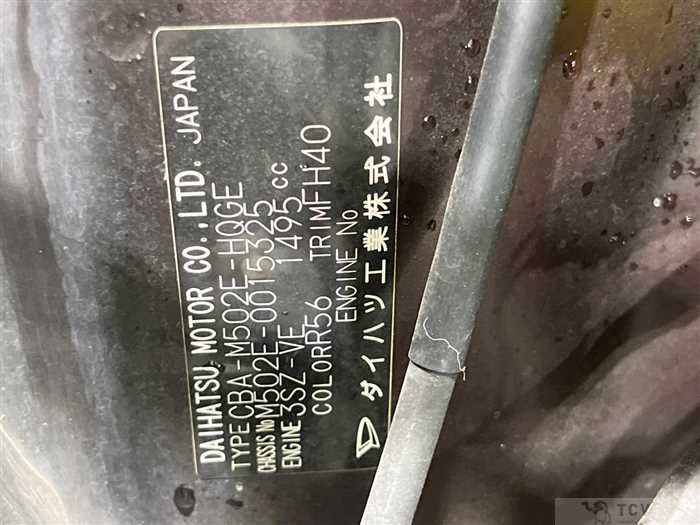 DAIHATSU MOTOR CO.,LTD. JAPAN
TYPE CBA-M502E-HQGE
CHASSIS No M502E-0015325
ENGINE 3SZ-VE 1495 cc
COLOR R56 TRIM FH40
ENGINE No
ダイハツ工業株式会社
TCV